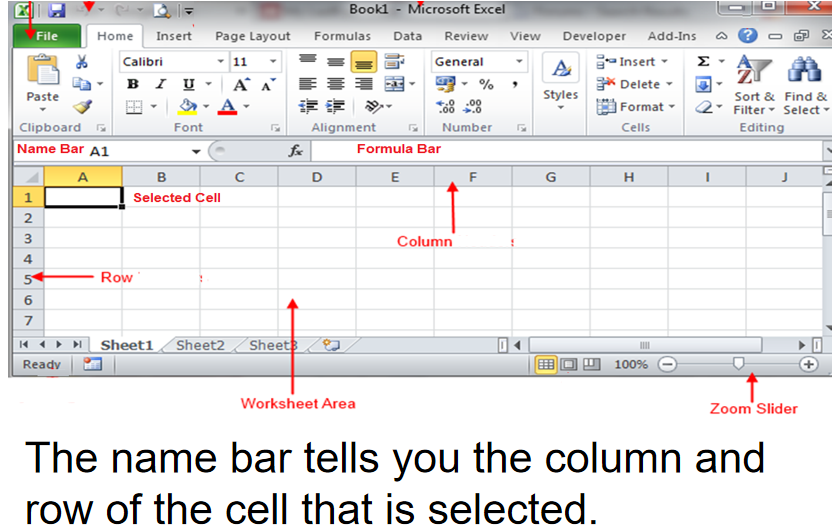 Book1 - Microsoft Excel
File Home Insert Page Layout Formulas Data Review View Developer Add-Ins
Calibri 11 General Insert Σ
Paste B I U A A % , Styles Delete Sort & Find &
Format Filter Select
Clipboard Font Alignment Number Cells Editing
Name Bar A1 fx Formula Bar
A B C D E F G H I J
1 Selected Cell
2
3 Column
4
5 Row
6
7
Sheet1 Sheet2 Sheet3
Ready 100%
Worksheet Area
Zoom Slider
The name bar tells you the column and
row of the cell that is selected.